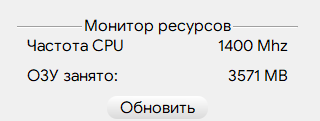 Монитор ресурсов
Частота CPU 1400 Mhz
ОЗУ занято: 3571 MB
Обновить